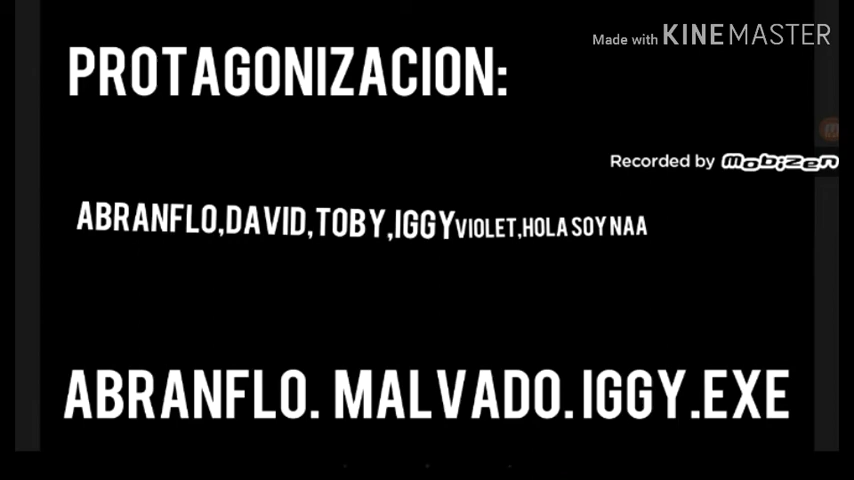 Made with KINEMASTER
PROTAGONIZACION:
Recorded by mobizen
ABRANFLO,DAVID,TOBY,IGGYVIOLET,HOLA SOY NAA
ABRANFLO. MALVADO.IGGY.EXE